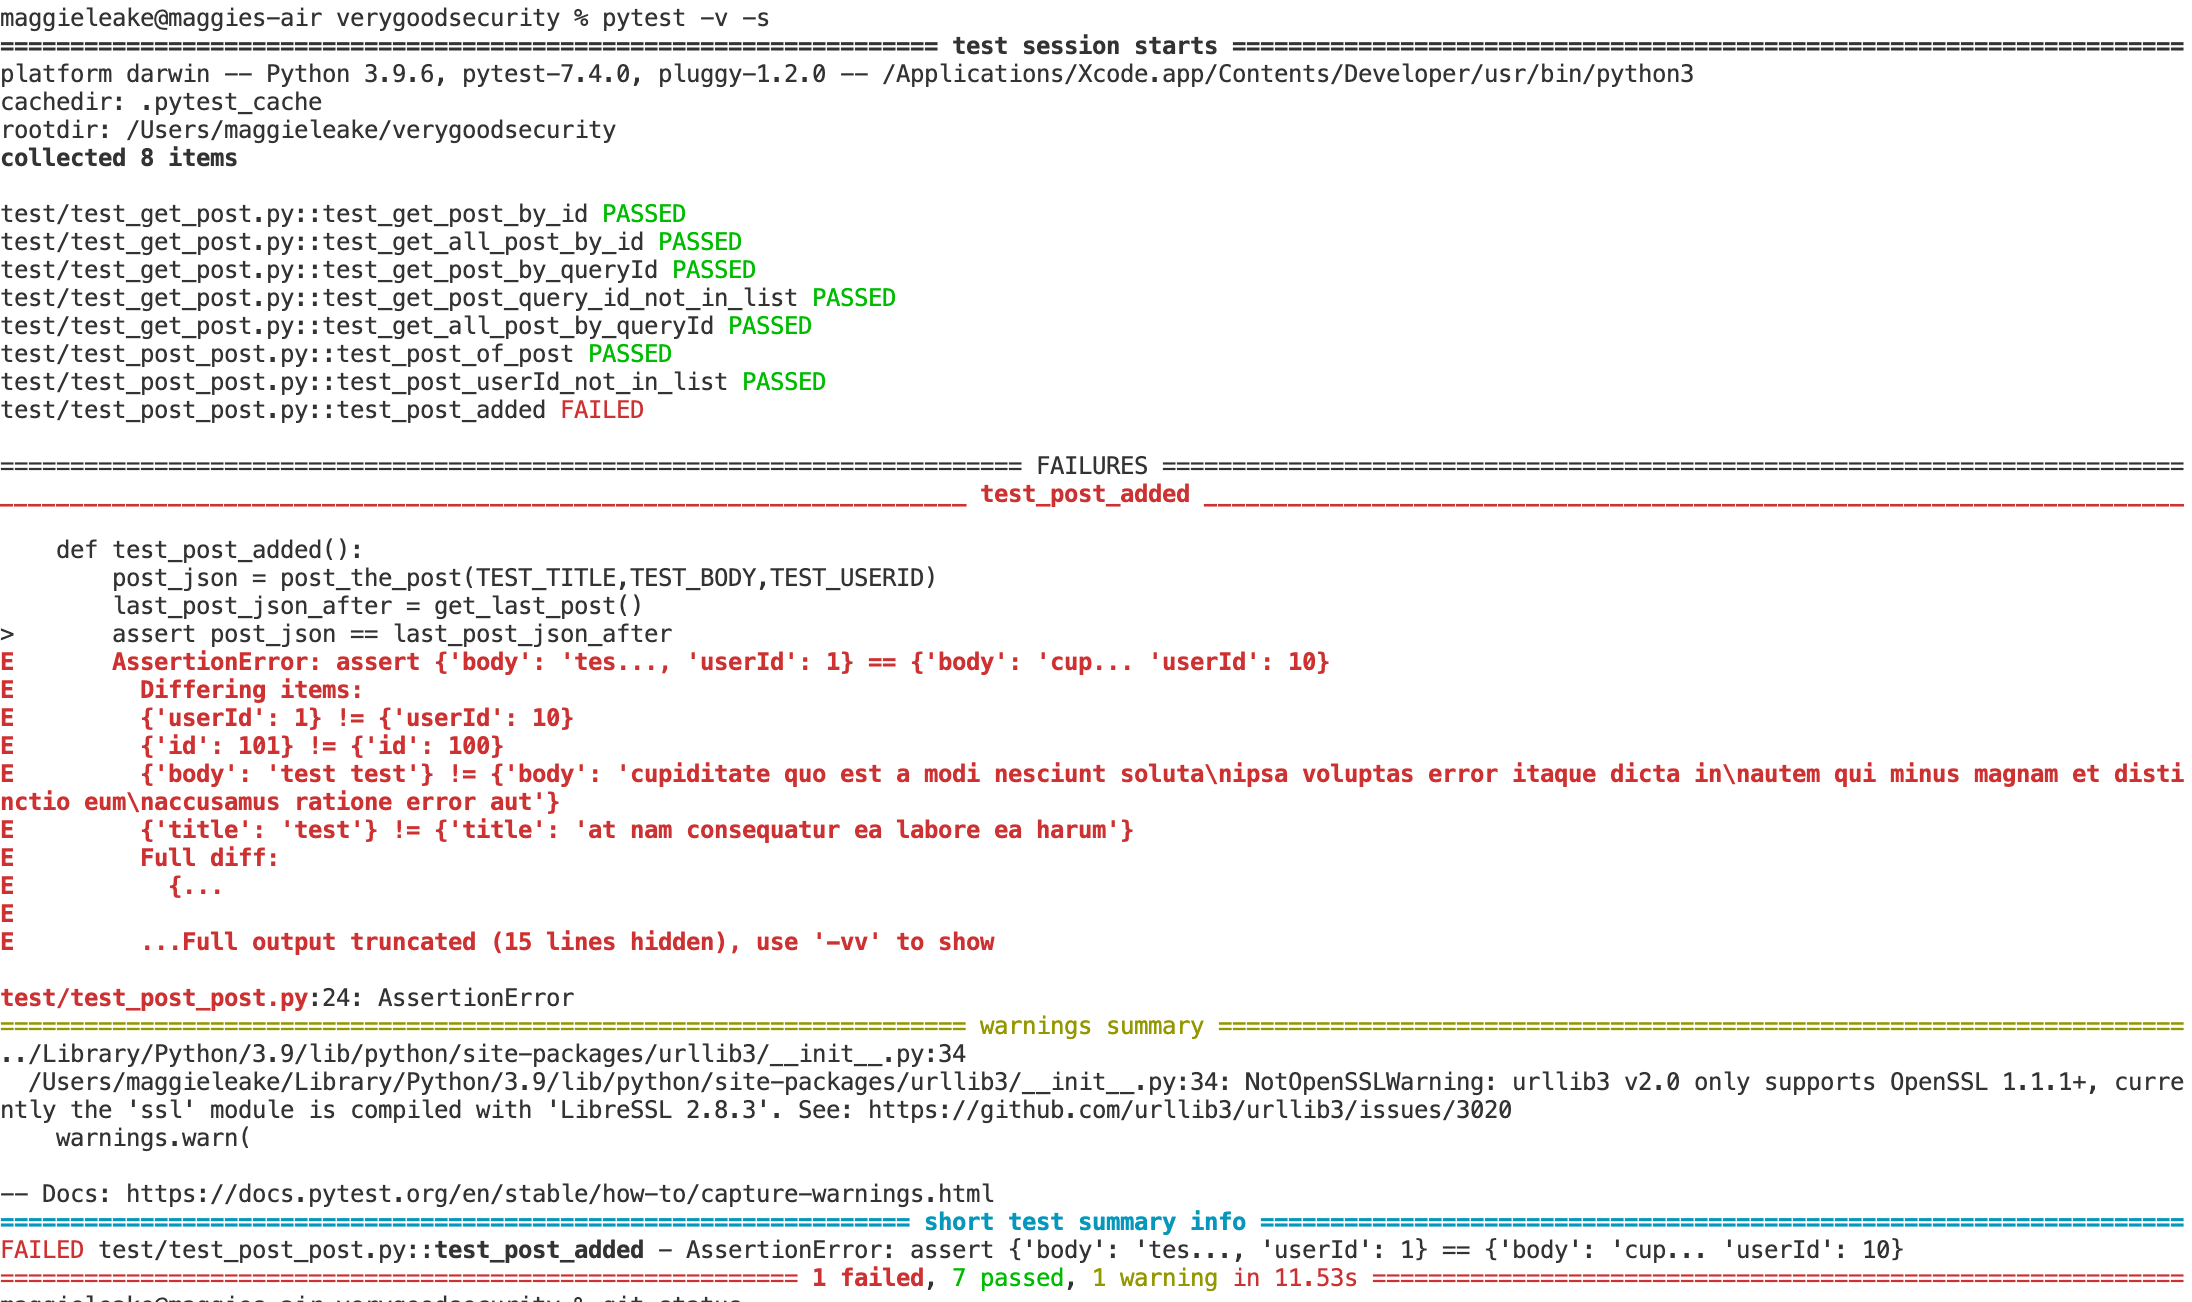 maggieleake@maggies-air verygoodsecurity % pytest -v -s
============================= test session starts =============================
platform darwin -- Python 3.9.6, pytest-7.4.0, pluggy-1.2.0 -- /Applications/Xcode.app/Contents/Developer/usr/bin/python3
cachedir: .pytest_cache
rootdir: /Users/maggieleake/verygoodsecurity
collected 8 items
test/test_get_post.py::test_get_post_by_id PASSED
test/test_get_post.py::test_get_all_post_by_id PASSED
test/test_get_post.py::test_get_post_by_queryId PASSED
test/test_get_post.py::test_get_post_query_id_not_in_list PASSED
test/test_get_post.py::test_get_all_post_by_queryId PASSED
test/test_post_post.py::test_post_of_post PASSED
test/test_post_post.py::test_post_userId_not_in_list PASSED
test/test_post_post.py::test_post_added FAILED
============================= FAILURES =============================
_____________________________ test_post_added _____________________________
    def test_post_added():
        post_json = post_the_post(TEST_TITLE,TEST_BODY,TEST_USERID)
        last_post_json_after = get_last_post()
>       assert post_json == last_post_json_after
E       AssertionError: assert {'body': 'tes..., 'userId': 1} == {'body': 'cup... 'userId': 10}
E         Differing items:
E         {'userId': 1} != {'userId': 10}
E         {'id': 101} != {'id': 100}
E         {'body': 'test test'} != {'body': 'cupiditate quo est a modi nesciunt soluta\nipsa voluptas error itaque dicta in\nautem qui minus magnam et disti
nctio eum\naccusamus ratione error aut'}
E         {'title': 'test'} != {'title': 'at nam consequatur ea labore ea harum'}
E         Full diff:
E           {...
E
E         ...Full output truncated (15 lines hidden), use '-vv' to show
test/test_post_post.py:24: AssertionError
============================= warnings summary =============================
../Library/Python/3.9/lib/python/site-packages/urllib3/__init__.py:34
  /Users/maggieleake/Library/Python/3.9/lib/python/site-packages/urllib3/__init__.py:34: NotOpenSSLWarning: urllib3 v2.0 only supports OpenSSL 1.1.1+, curre
ntly the 'ssl' module is compiled with 'LibreSSL 2.8.3'. See: https://github.com/urllib3/urllib3/issues/3020
    warnings.warn(
-- Docs: https://docs.pytest.org/en/stable/how-to/capture-warnings.html
============================= short test summary info =============================
FAILED test/test_post_post.py::test_post_added - AssertionError: assert {'body': 'tes..., 'userId': 1} == {'body': 'cup... 'userId': 10}
============================= 1 failed, 7 passed, 1 warning in 11.53s =============================
maggieleake@maggies-air verygoodsecurity % git status